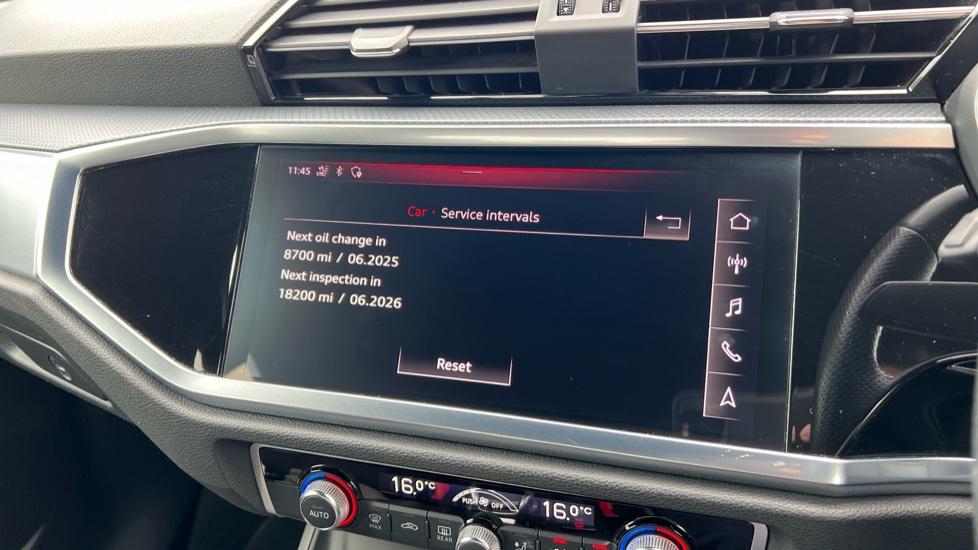 11:45
Car · Service intervals
Next oil change in
8700 mi / 06.2025
Next inspection in
18200 mi / 06.2026
Reset
16.0°C
PUSH OFF
16.0°C
AUTO
MAX
REAR